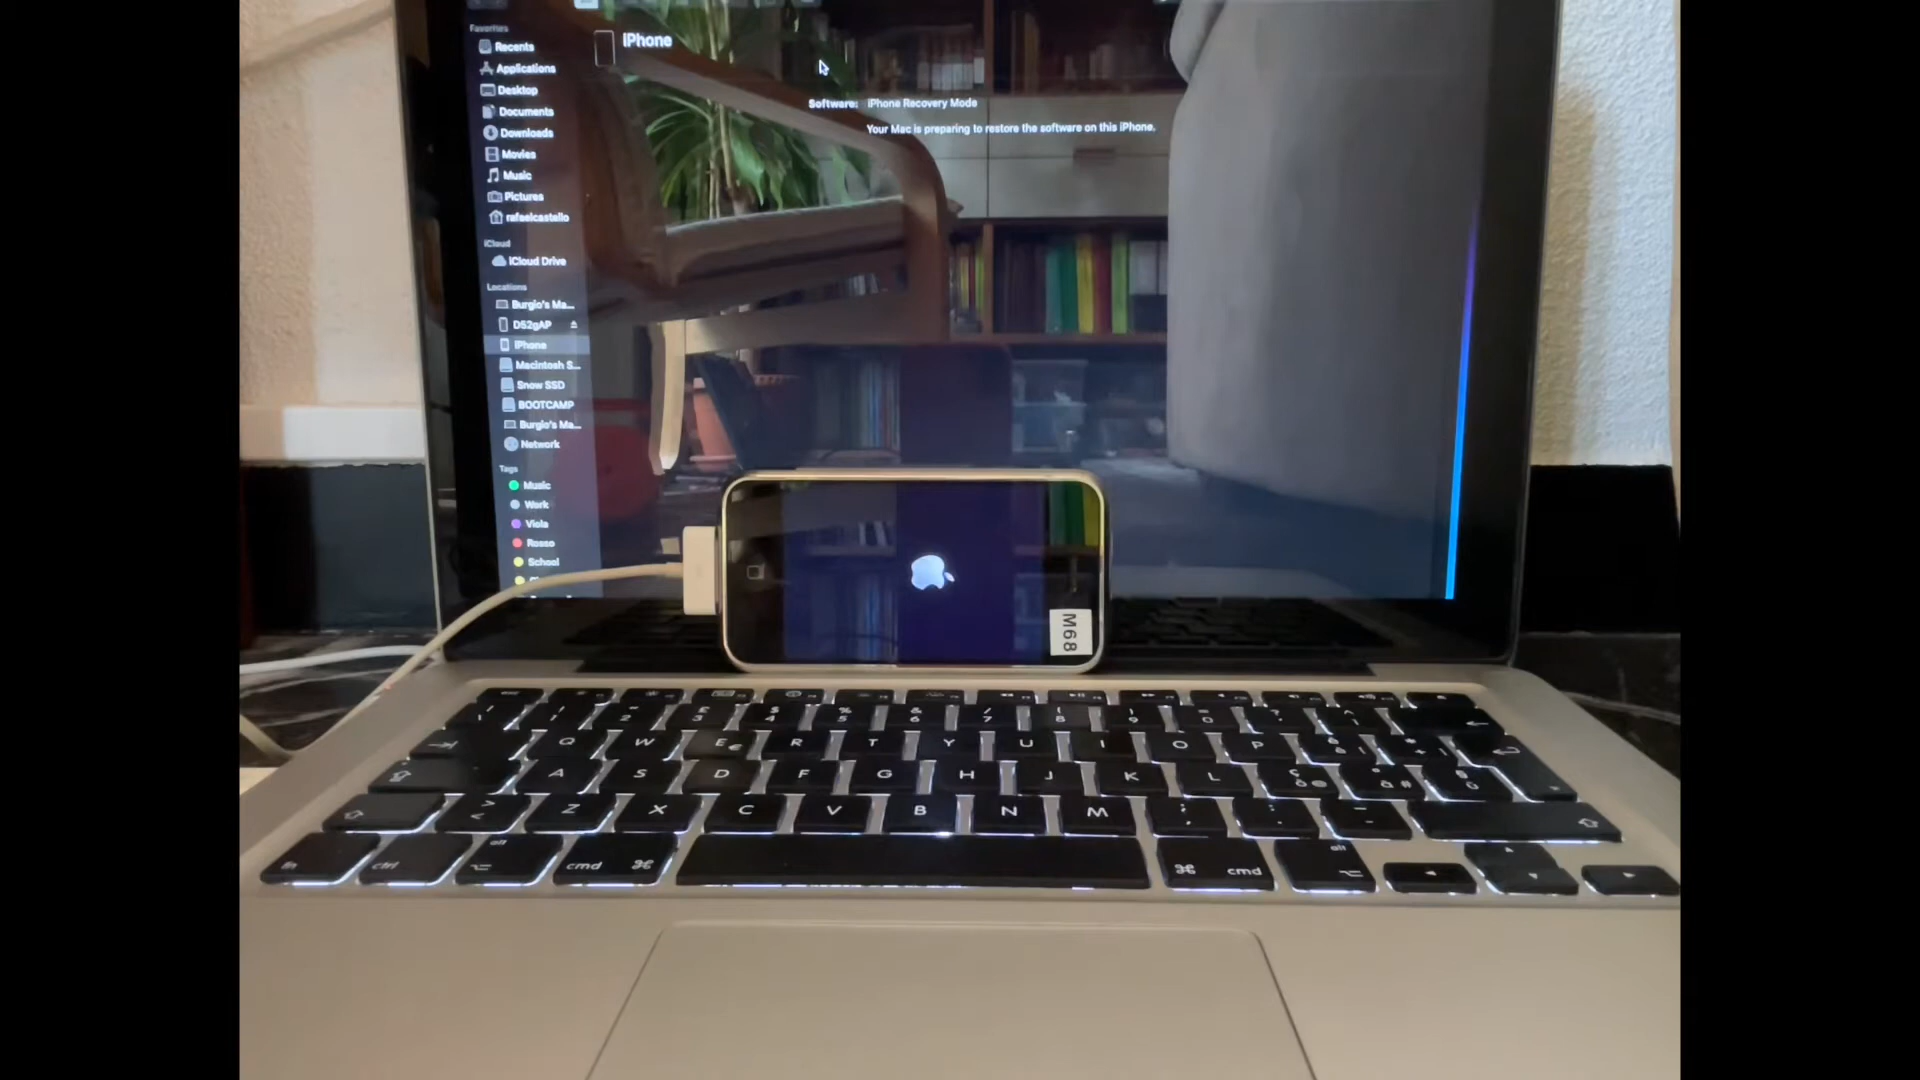 Favorites
Recents
Applications
Desktop
Documents
Downloads
Movies
Music
Pictures
rafaelcastello
iCloud
iCloud Drive
Locations
Burgio's Ma...
D52gAP
iPhone
Macintosh S...
Snow SSD
BOOTCAMP
Burgio's Ma...
Network
Tags
Music
Work
Viola
Rosso
School
iPhone
Software: iPhone Recovery Mode
Your Mac is preparing to restore the software on this iPhone.
M68
Q W E € R T Y U I O P
A S D F G H J K L
Z X C V B N M
fn ctrl alt cmd cmd alt